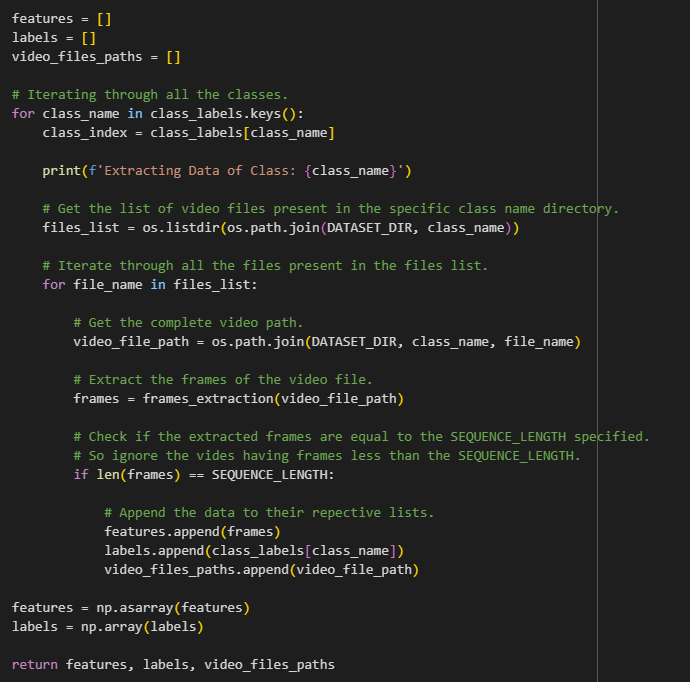 features = []
labels = []
video_files_paths = []
# Iterating through all the classes.
for class_name in class_labels.keys():
    class_index = class_labels[class_name]
    print(f'Extracting Data of Class: {class_name}')
    # Get the list of video files present in the specific class name directory.
    files_list = os.listdir(os.path.join(DATASET_DIR, class_name))
    # Iterate through all the files present in the files list.
    for file_name in files_list:
        # Get the complete video path.
        video_file_path = os.path.join(DATASET_DIR, class_name, file_name)
        # Extract the frames of the video file.
        frames = frames_extraction(video_file_path)
        # Check if the extracted frames are equal to the SEQUENCE_LENGTH specified.
        # So ignore the vides having frames less than the SEQUENCE_LENGTH.
        if len(frames) == SEQUENCE_LENGTH:
            # Append the data to their repective lists.
            features.append(frames)
            labels.append(class_labels[class_name])
            video_files_paths.append(video_file_path)
features = np.asarray(features)
labels = np.array(labels)
return features, labels, video_files_paths